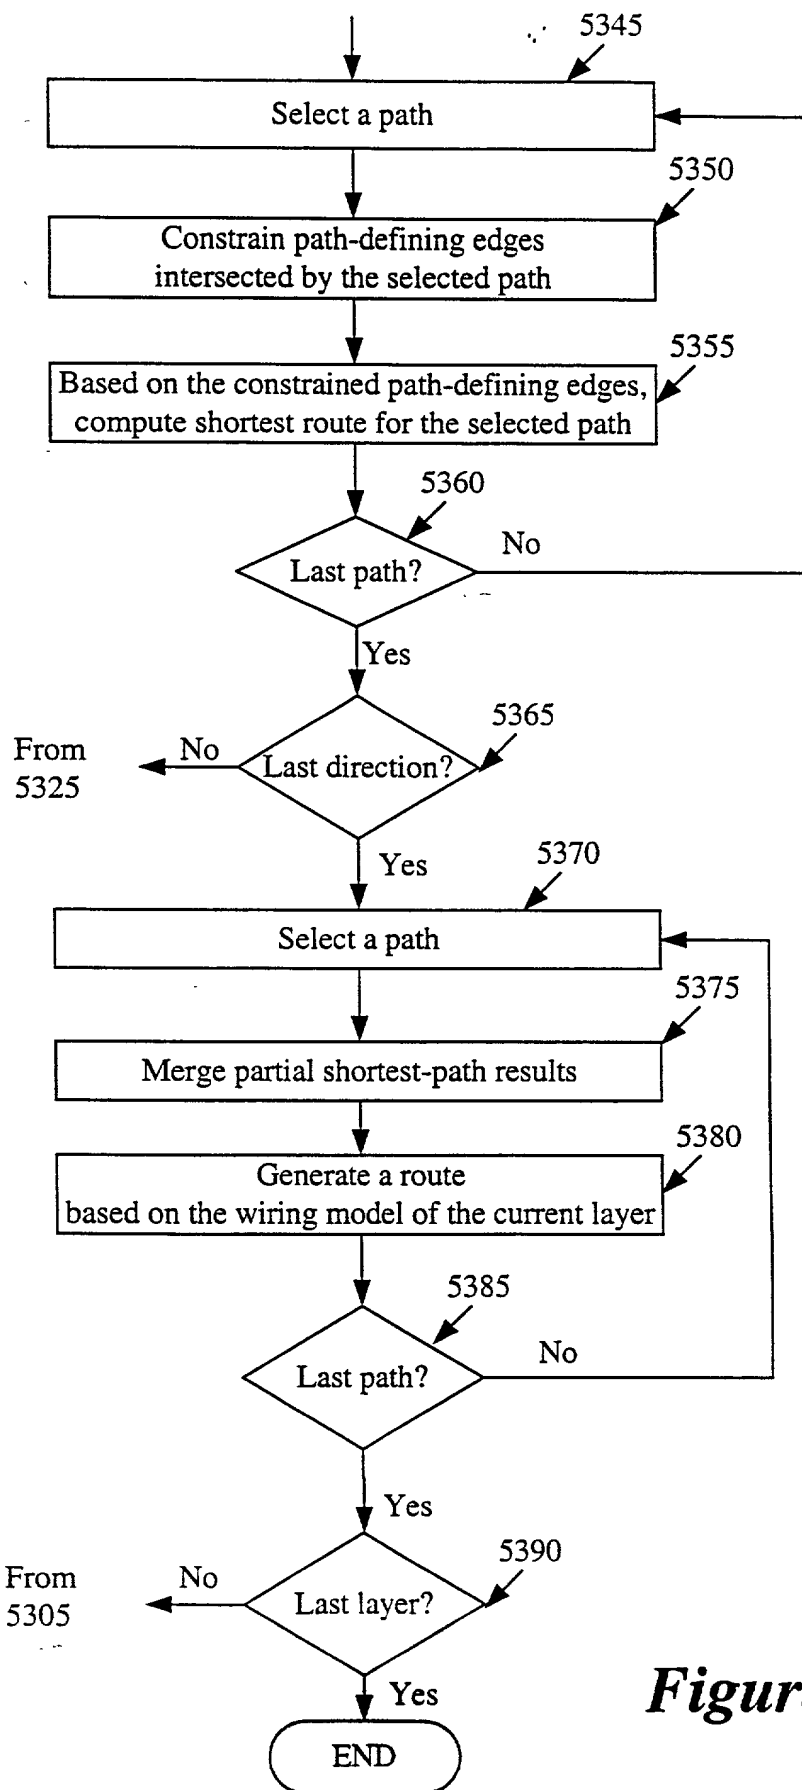 5345
Select a path
5350
Constrain path-defining edges
intersected by the selected path
5355
Based on the constrained path-defining edges,
compute shortest route for the selected path
5360
Last path?
No
Yes
5365
From
5325
No
Last direction?
Yes
5370
Select a path
5375
Merge partial shortest-path results
5380
Generate a route
based on the wiring model of the current layer
5385
Last path?
No
Yes
5390
From
5305
No
Last layer?
Yes
Figur
END